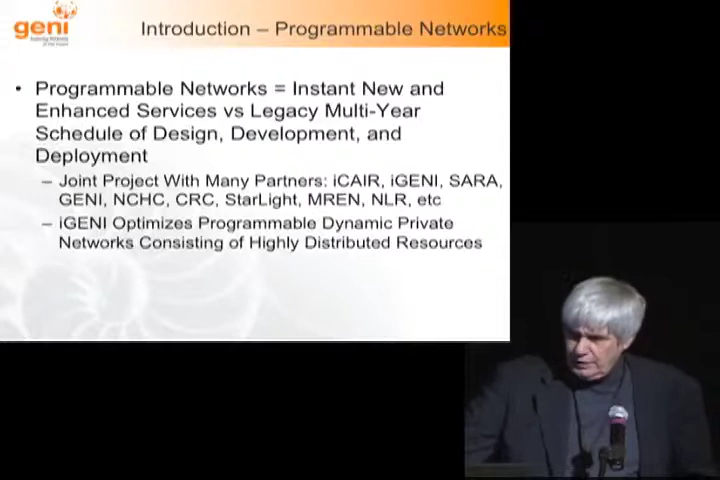 geni
Introduction – Programmable Networks
• Programmable Networks = Instant New and
Enhanced Services vs Legacy Multi-Year
Schedule of Design, Development, and
Deployment
– Joint Project With Many Partners: iCAIR, iGENI, SARA,
GENI, NCHC, CRC, StarLight, MREN, NLR, etc
– iGENI Optimizes Programmable Dynamic Private
Networks Consisting of Highly Distributed Resources